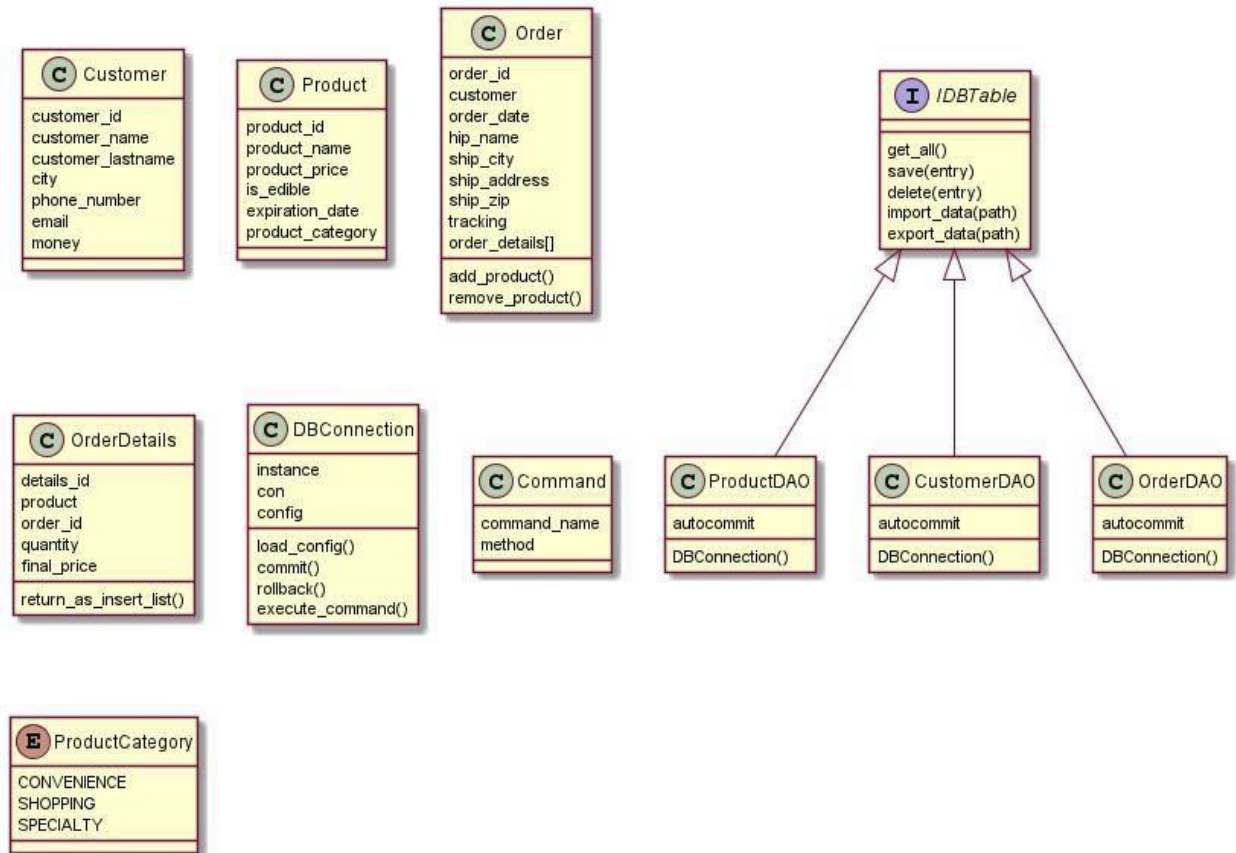 C Customer
customer_id
customer_name
customer_lastname
city
phone_number
email
money
C Product
product_id
product_name
product_price
is_edible
expiration_date
product_category
C Order
order_id
customer
order_date
hip_name
ship_city
ship_address
ship_zip
tracking
order_details[]
add_product()
remove_product()
I IDBTable
get_all()
save(entry)
delete(entry)
import_data(path)
export_data(path)
C OrderDetails
details_id
product
order_id
quantity
final_price
return_as_insert_list()
C DBConnection
instance
con
config
load_config()
commit()
rollback()
execute_command()
C Command
command_name
method
C ProductDAO
autocommit
DBConnection()
C CustomerDAO
autocommit
DBConnection()
C OrderDAO
autocommit
DBConnection()
E ProductCategory
CONVENIENCE
SHOPPING
SPECIALTY